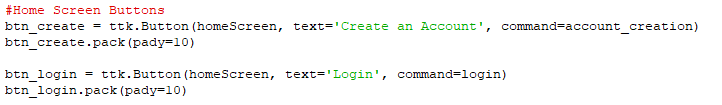 #Home Screen Buttons
btn_create = ttk.Button(homeScreen, text='Create an Account', command=account_creation)
btn_create.pack(pady=10)
btn_login = ttk.Button(homeScreen, text='Login', command=login)
btn_login.pack(pady=10)